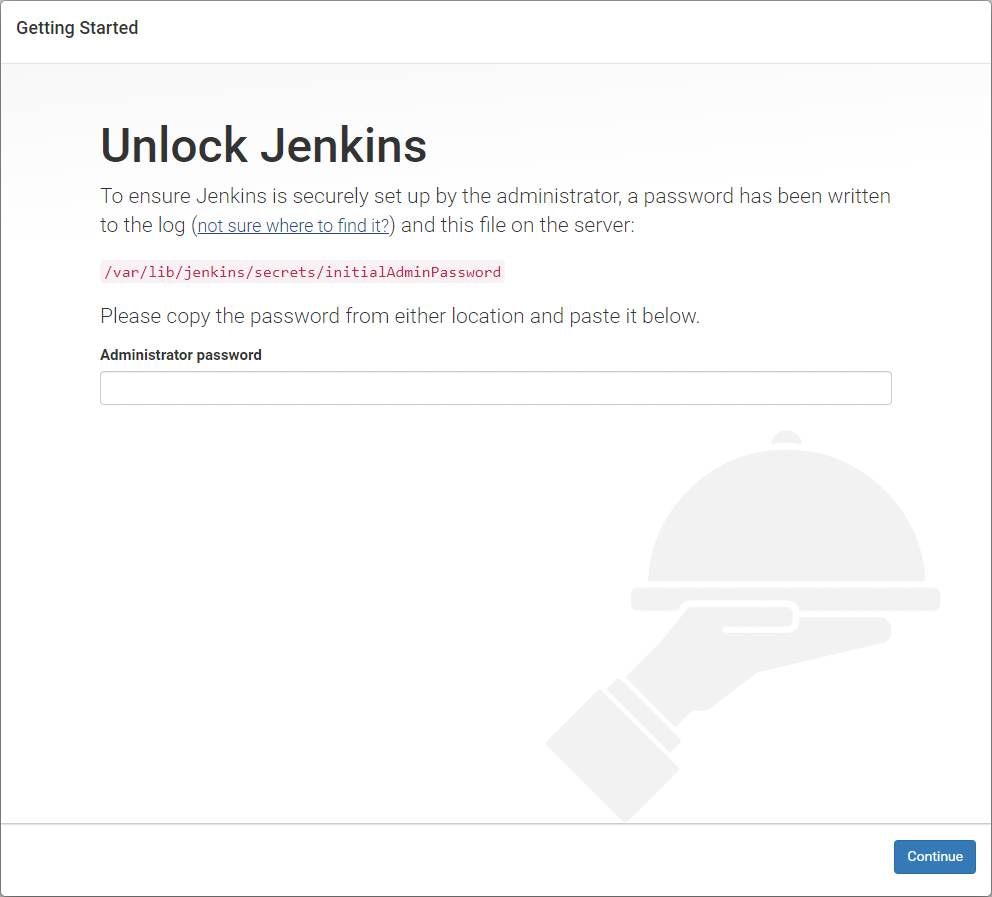 Getting Started
Unlock Jenkins
To ensure Jenkins is securely set up by the administrator, a password has been written
to the log (not sure where to find it?) and this file on the server:
/var/lib/jenkins/secrets/initialAdminPassword
Please copy the password from either location and paste it below.
Administrator password
Continue